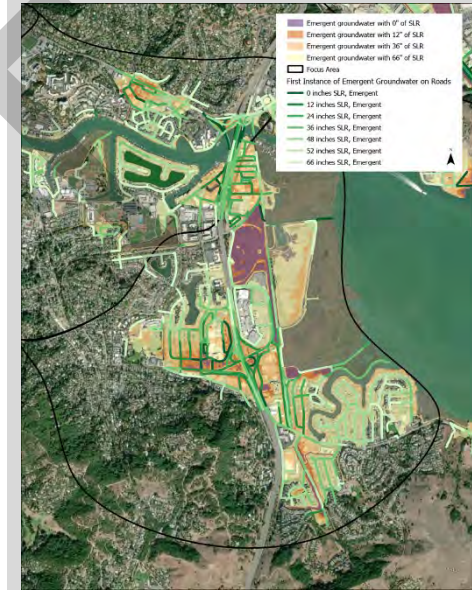 Emergent groundwater with 0" of SLR
Emergent groundwater with 12" of SLR
Emergent groundwater with 36" of SLR
Emergent groundwater with 66" of SLR
Focus Area
First Instance of Emergent Groundwater on Roads
0 inches SLR, Emergent
12 inches SLR, Emergent
24 inches SLR, Emergent
36 inches SLR, Emergent
48 inches SLR, Emergent
52 inches SLR, Emergent
66 inches SLR, Emergent